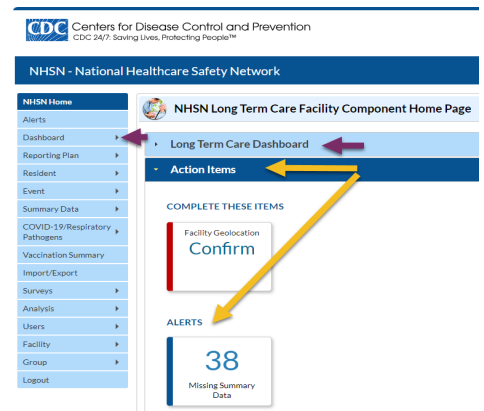 CDC
Centers for Disease Control and Prevention
CDC 24/7: Saving Lives, Protecting People™
NHSN - National Healthcare Safety Network
NHSN Home
Alerts
Dashboard
Reporting Plan
Resident
Event
Summary Data
COVID-19/Respiratory
Pathogens
Vaccination Summary
Import/Export
Surveys
Analysis
Users
Facility
Group
Logout
NHSN Long Term Care Facility Component Home Page
Long Term Care Dashboard
Action Items
COMPLETE THESE ITEMS
Facility Geolocation
Confirm
ALERTS
38
Missing Summary
Data